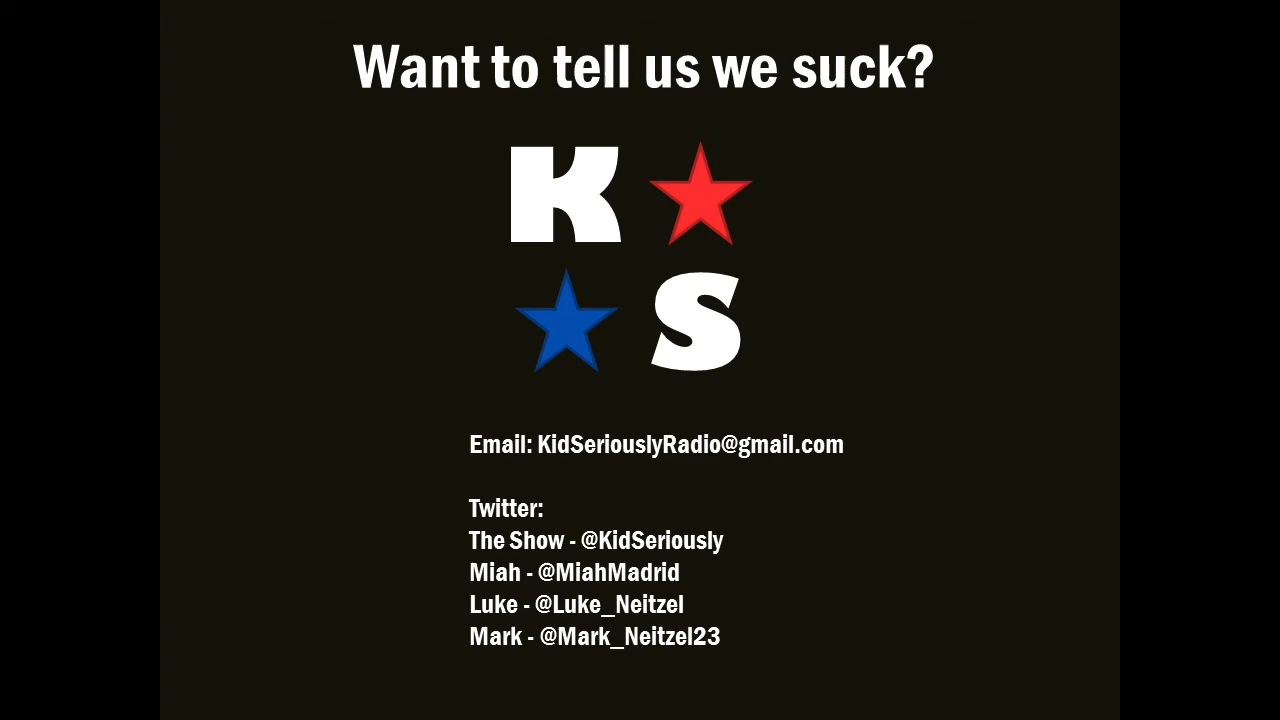 Want to tell us we suck?
K
S
Email: KidSeriouslyRadio@gmail.com
Twitter:
The Show - @KidSeriously
Miah - @MiahMadrid
Luke - @Luke_Neitzel
Mark - @Mark_Neitzel23